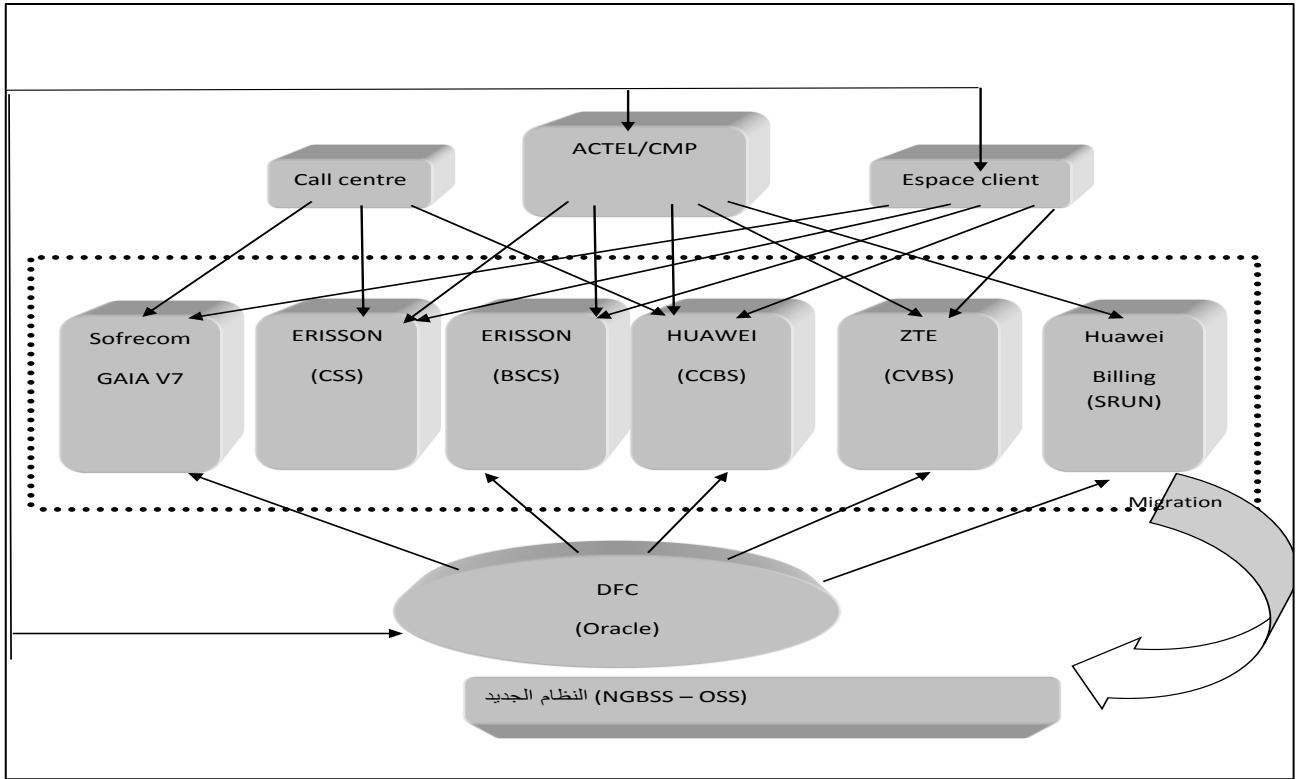 ACTEL/CMP
Call centre
Espace client
Sofrecom
GAIA V7
ERISSON
(CSS)
ERISSON
(BSCS)
HUAWEI
(CCBS)
ZTE
(CVBS)
Huawei
Billing
(SRUN)
Migration
DFC
(Oracle)
النظام الجديد (NGBSS – OSS)